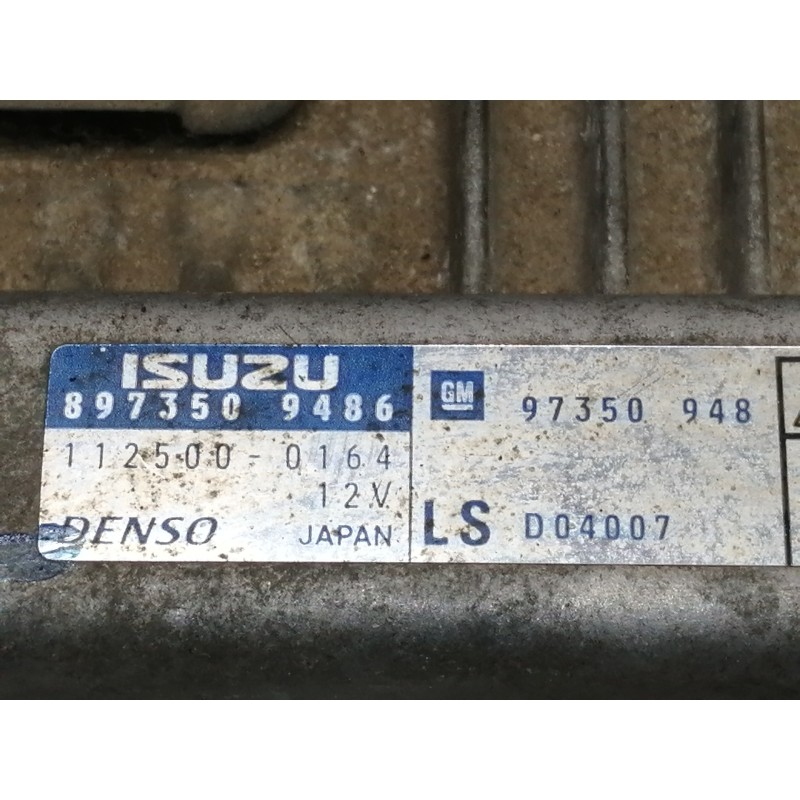 ISUZU
897350 9486
112500-0164
12V
DENSO JAPAN
GM 97350 948
LS D04007